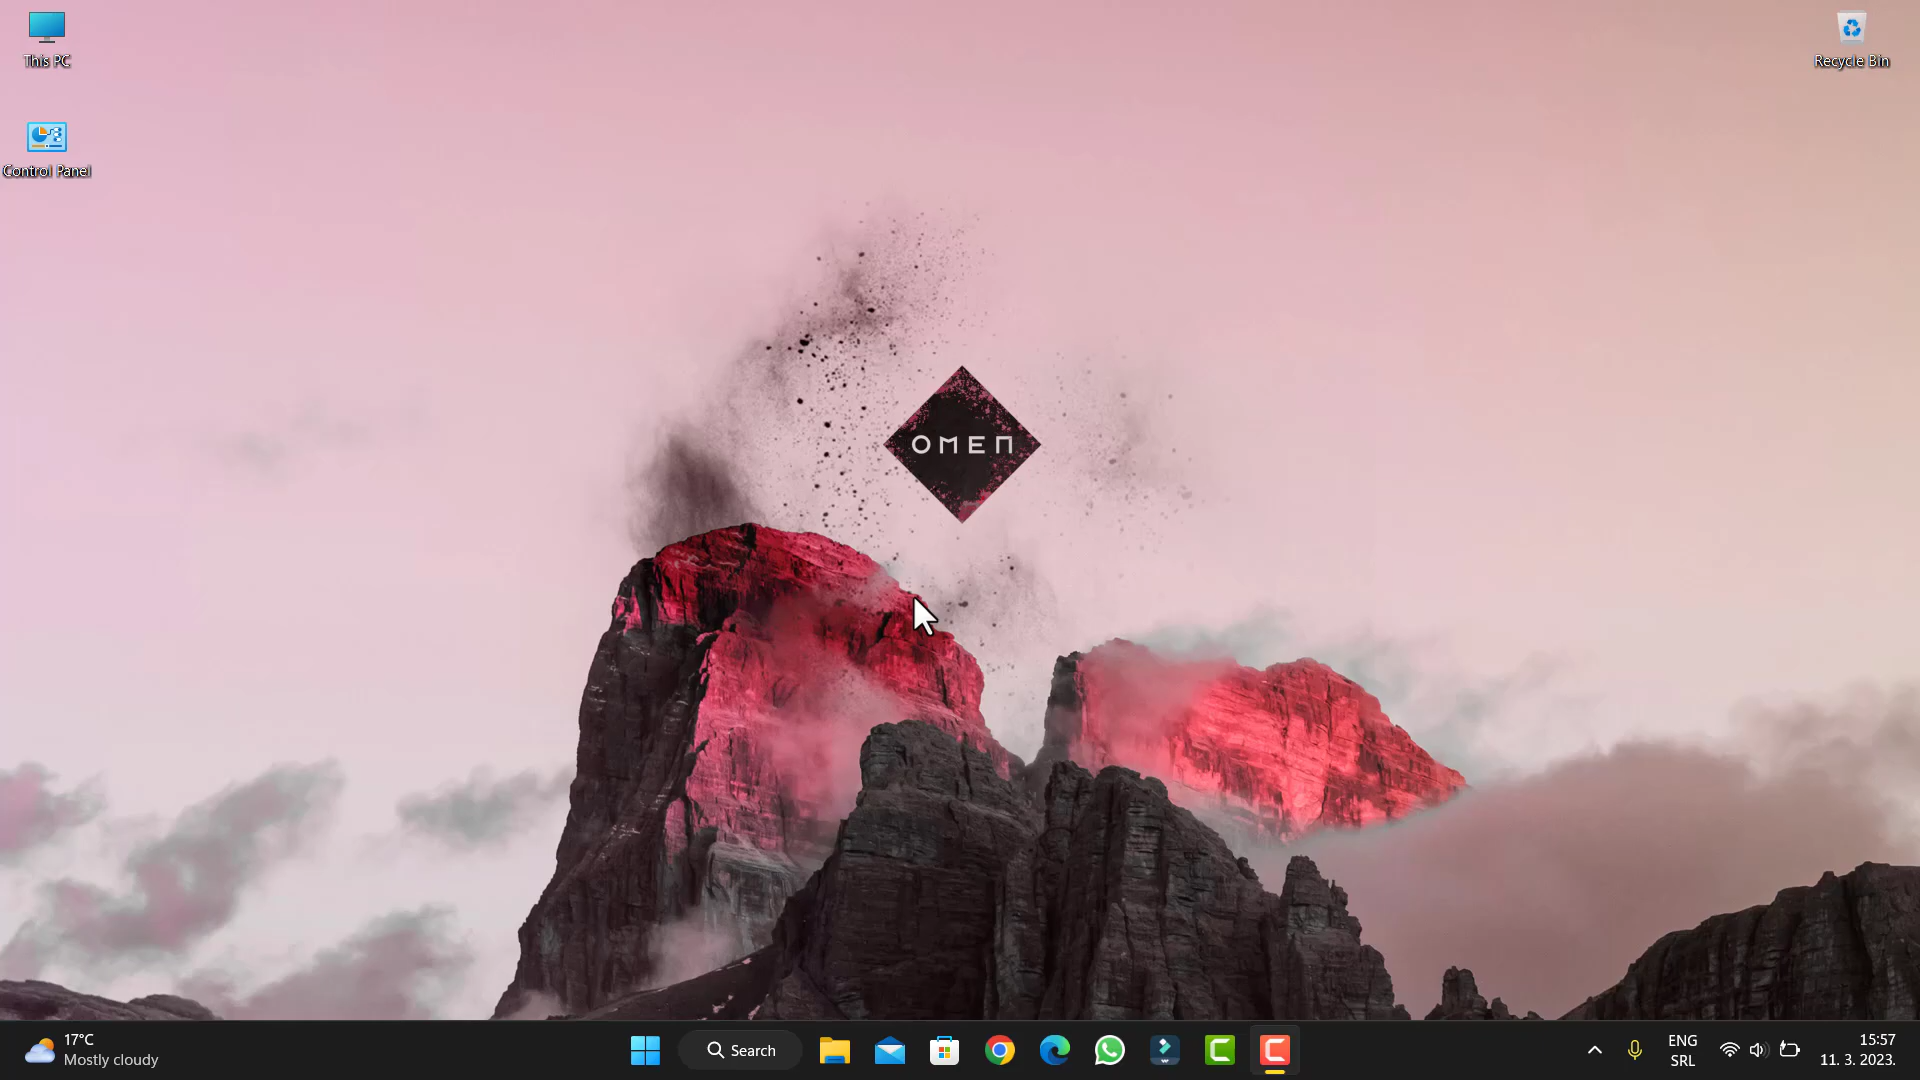 This PC
Recycle Bin
Control Panel
OMEN
17°C
Mostly cloudy
Search
ENG
SRL
15:57
11. 3. 2023.